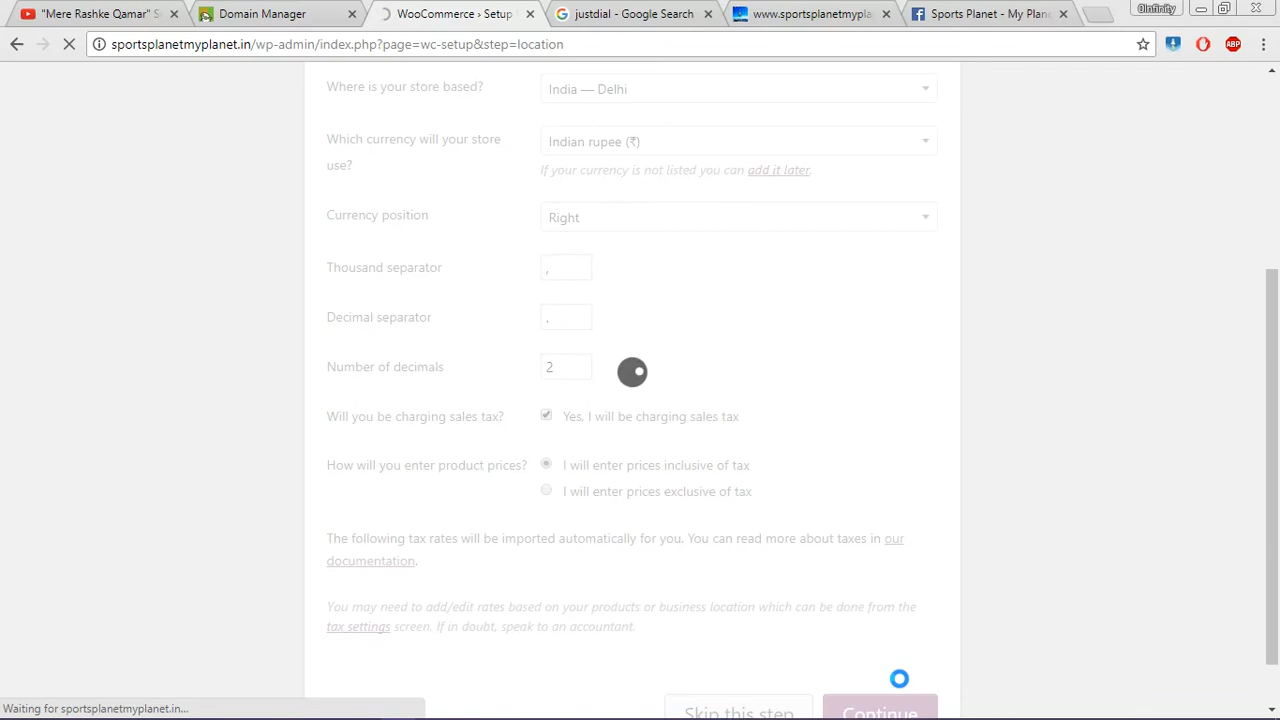 "Mere Rashke Qamar" S
Domain Manager
WooCommerce › Setup
justdial - Google Search
www.sportsplanetmypla
Sports Planet - My Plane
0Infinity
sportsplanetmyplanet.in/wp-admin/index.php?page=wc-setup&step=location
ABP
Where is your store based?
India — Delhi
Which currency will your store
use?
Indian rupee (₹)
If your currency is not listed you can add it later.
Currency position
Right
Thousand separator
,
Decimal separator
.
Number of decimals
2
Will you be charging sales tax?
Yes, I will be charging sales tax
How will you enter product prices?
I will enter prices inclusive of tax
I will enter prices exclusive of tax
The following tax rates will be imported automatically for you. You can read more about taxes in our
documentation.
You may need to add/edit rates based on your products or business location which can be done from the
tax settings screen. If in doubt, speak to an accountant.
Skip this step
Continue
Waiting for sportsplanetmyplanet.in...